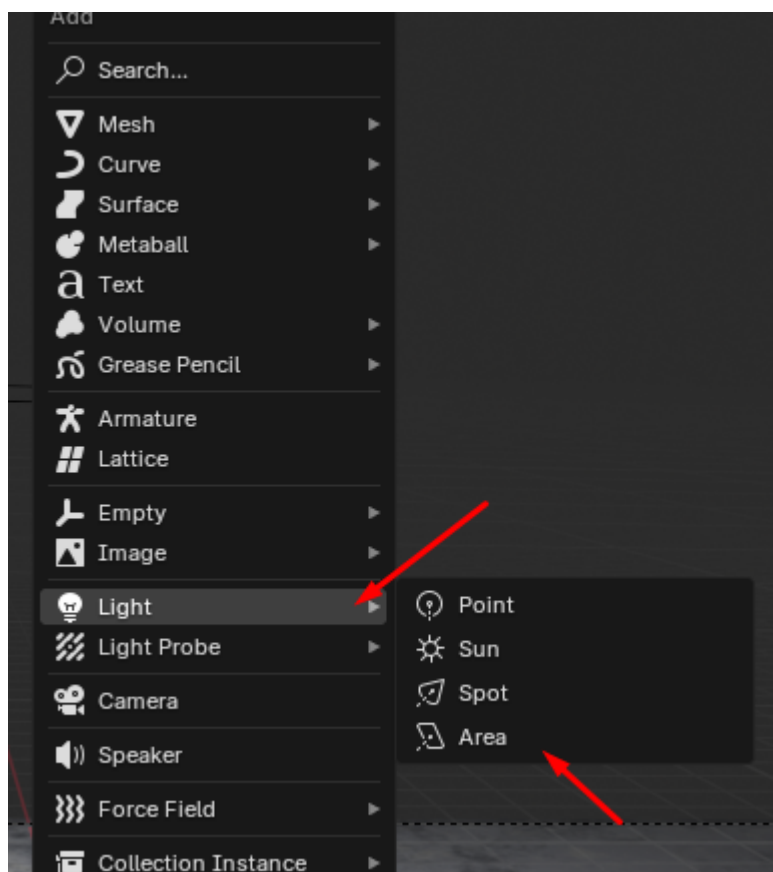 Add
Search...
Mesh
Curve
Surface
Metaball
Text
Volume
Grease Pencil
Armature
Lattice
Empty
Image
Light
Light Probe
Camera
Speaker
Force Field
Collection Instance
Point
Sun
Spot
Area